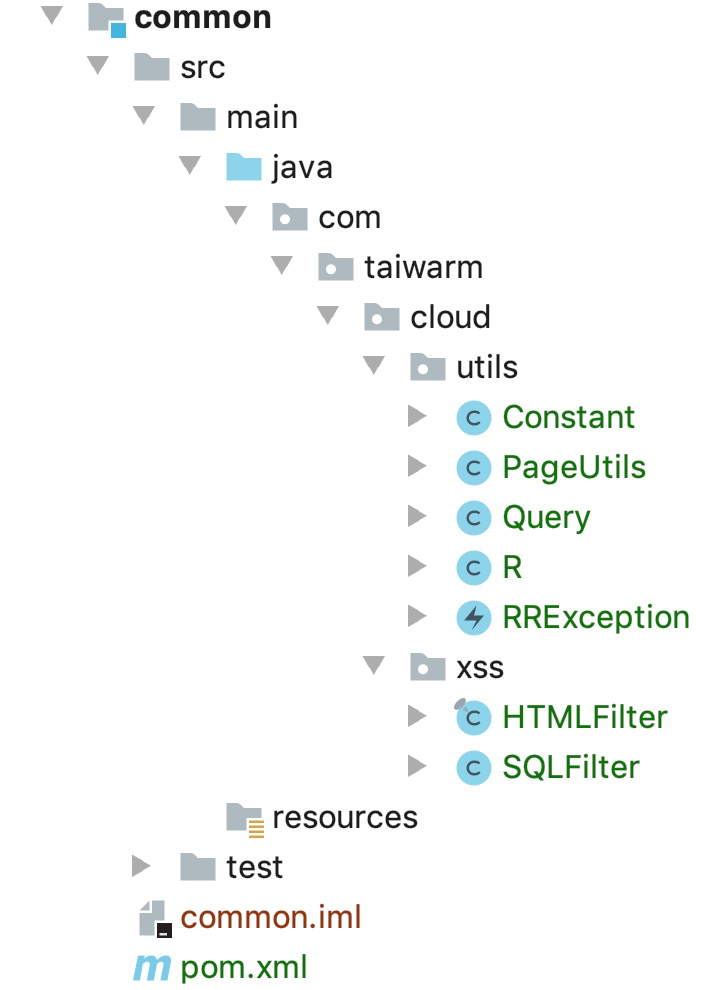 common
src
main
java
com
taiwarm
cloud
utils
Constant
PageUtils
Query
R
RRException
xss
HTMLFilter
SQLFilter
resources
test
common.iml
pom.xml